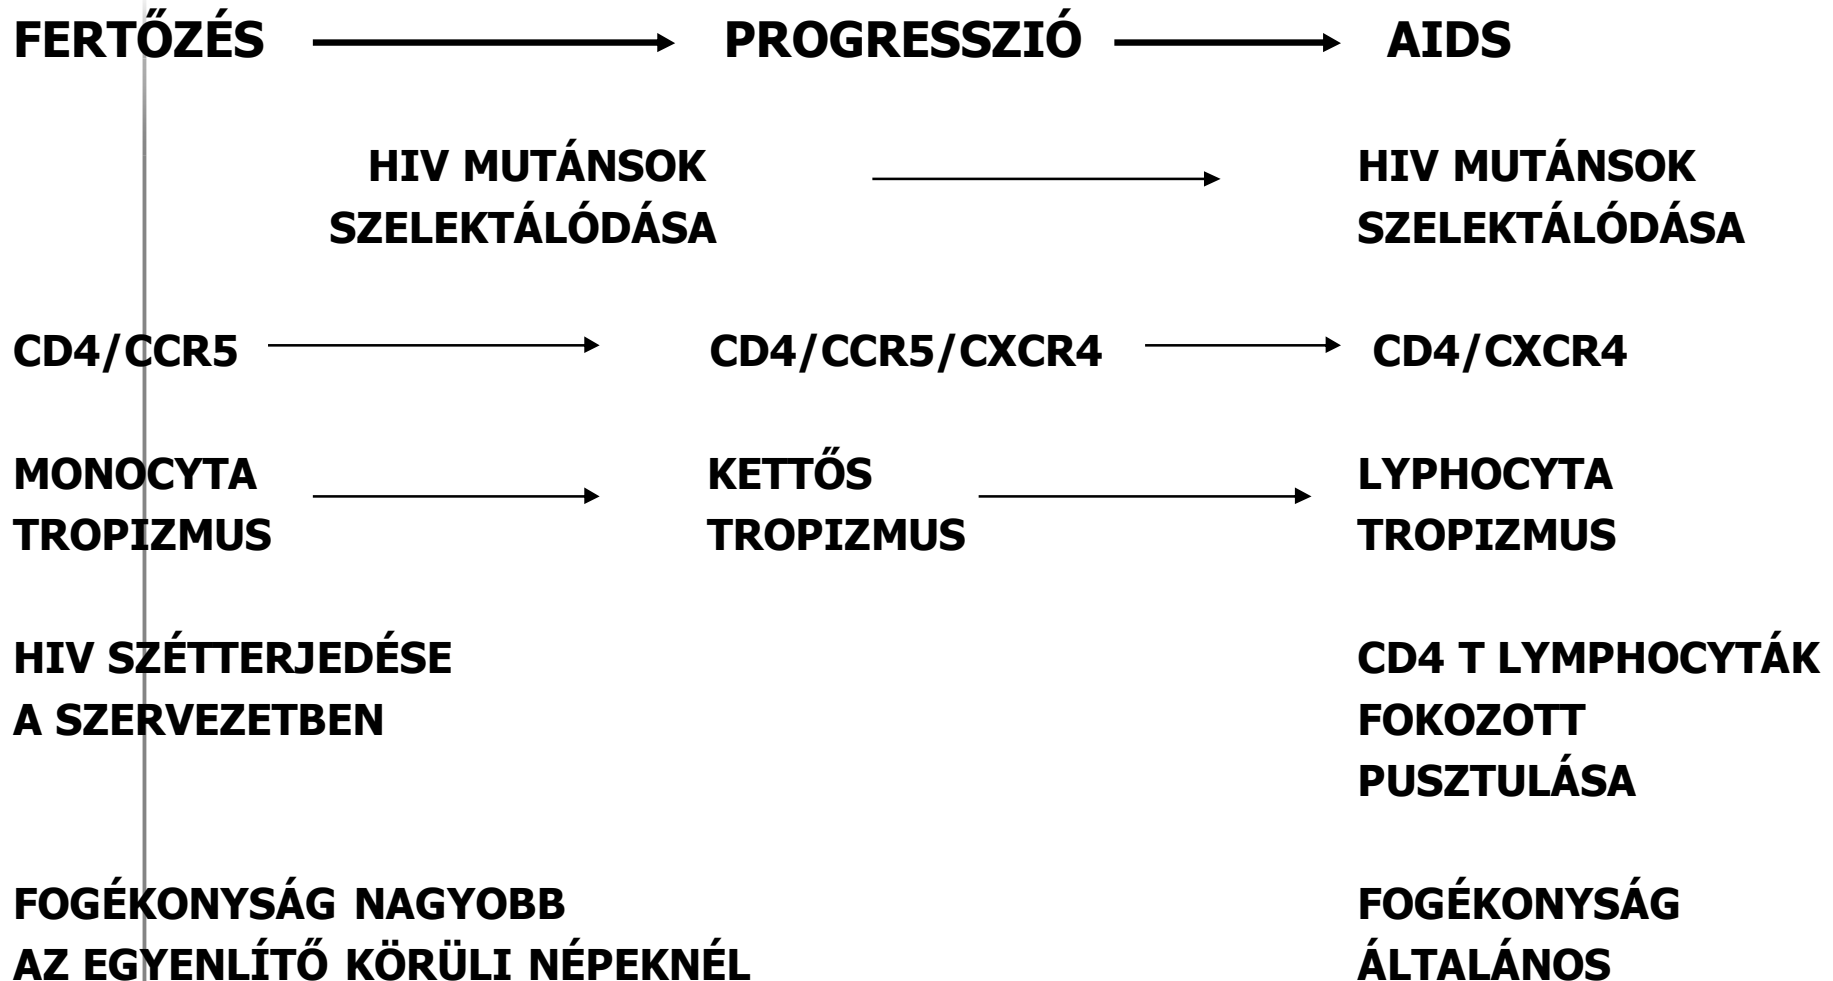 FERTŐZÉS PROGRESSZIÓ AIDS
HIV MUTÁNSOK HIV MUTÁNSOK
SZELEKTÁLÓDÁSA SZELEKTÁLÓDÁSA
CD4/CCR5 CD4/CCR5/CXCR4 CD4/CXCR4
MONOCYTA KETTŐS LYPHOCYTA
TROPIZMUS TROPIZMUS TROPIZMUS
HIV SZÉTTERJEDÉSE CD4 T LYMPHOCYTÁK
A SZERVEZETBEN FOKOZOTT
PUSZTULÁSA
FOGÉKONYSÁG NAGYOBB FOGÉKONYSÁG
AZ EGYENLÍTŐ KÖRÜLI NÉPEKNÉL ÁLTALÁNOS